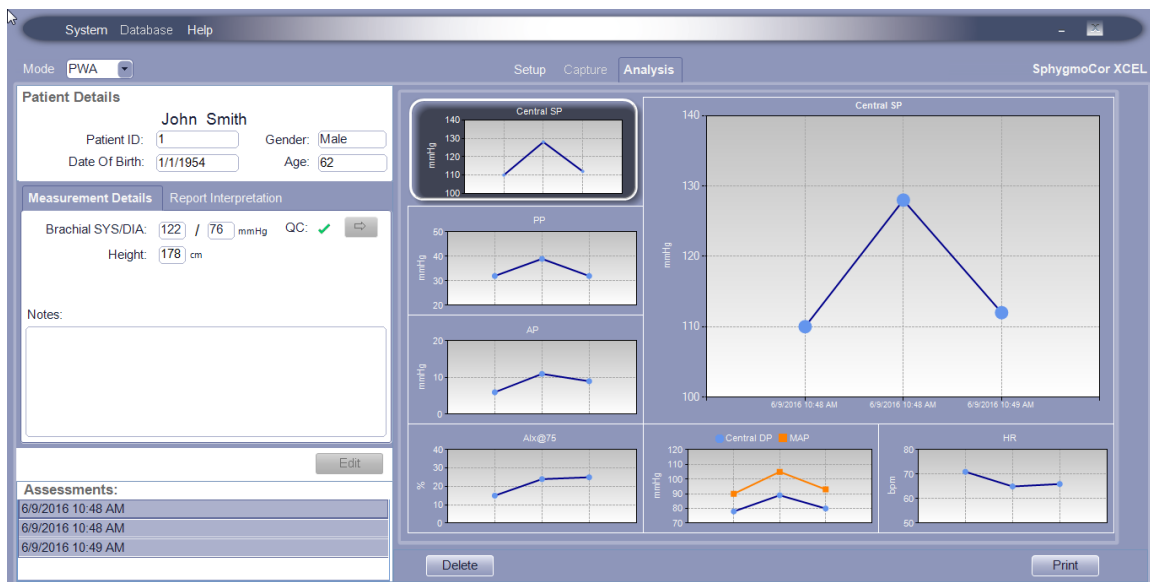 System Database Help
Mode PWA
Setup Capture Analysis
SphygmoCor XCEL
Patient Details
John Smith
Patient ID: 1 Gender: Male
Date Of Birth: 1/1/1954 Age: 62
Measurement Details Report Interpretation
Brachial SYS/DIA: 122 / 76 mmHg QC:
Height: 178 cm
Notes:
Edit
Assessments:
6/9/2016 10:48 AM
6/9/2016 10:48 AM
6/9/2016 10:49 AM
Central SP
140
130
120
110
100
mmHg
PP
50
40
30
20
mmHg
AP
20
10
0
mmHg
AIx@75
40
30
20
10
0
%
Central SP
140
130
120
110
100
mmHg
6/9/2016 10:48 AM 6/9/2016 10:48 AM 6/9/2016 10:49 AM
Central DP MAP
120
110
100
90
80
70
mmHg
HR
80
70
60
50
bpm
Delete
Print